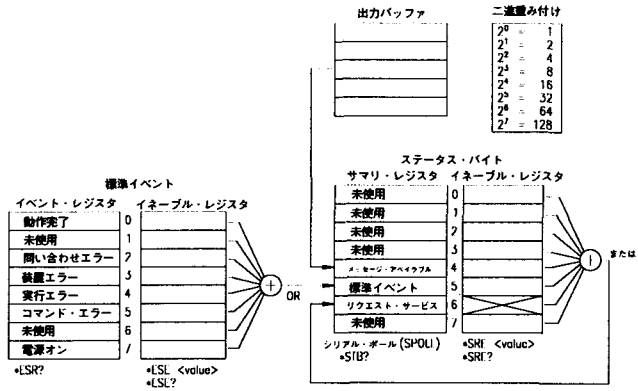 出力バッファ
二進重み付け
2⁰ = 1
2¹ = 2
2² = 4
2³ = 8
2⁴ = 16
2⁵ = 32
2⁶ = 64
2⁷ = 128
標準イベント
イベント・レジスタ イネーブル・レジスタ
動作完了 0
未使用 1
問い合わせエラー 2
装置エラー 3
実行エラー 4
コマンド・エラー 5
未使用 6
電源オン 7
*ESR?
*ESE <value>
*ESE?
+
OR
ステータス・バイト
サマリ・レジスタ イネーブル・レジスタ
未使用 0
未使用 1
未使用 2
未使用 3
メッセージ・アベイラブル 4
標準イベント 5
リクエスト・サービス 6
未使用 7
シリアル・ポール (SPOLL)
*STB?
*SRE <value>
*SRE?
+
または